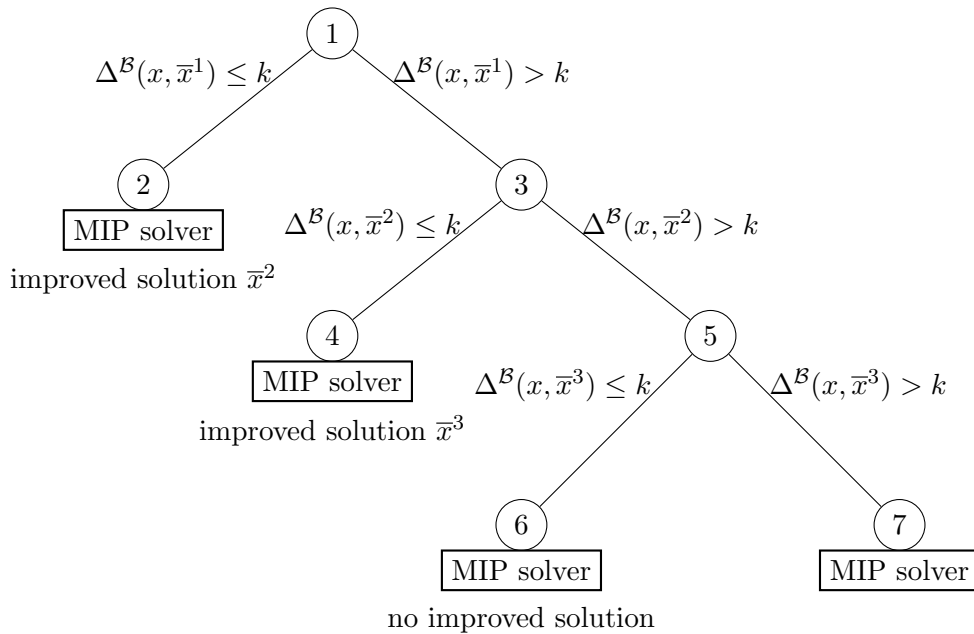 1
Δ^ℬ(x, x̅¹) ≤ k
Δ^ℬ(x, x̅¹) > k
2
3
MIP solver
Δ^ℬ(x, x̅²) ≤ k
Δ^ℬ(x, x̅²) > k
improved solution x̅²
4
5
MIP solver
Δ^ℬ(x, x̅³) ≤ k
Δ^ℬ(x, x̅³) > k
improved solution x̅³
6
7
MIP solver
MIP solver
no improved solution